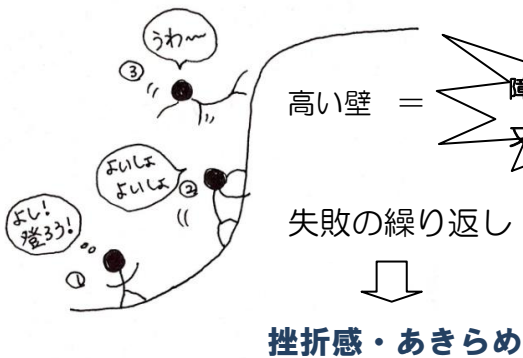 うわ〜
③
よいしょ
よいしょ
②
よし!
登ろう!
①
高い壁 =
障
失敗の繰り返し
挫折感・あきらめ